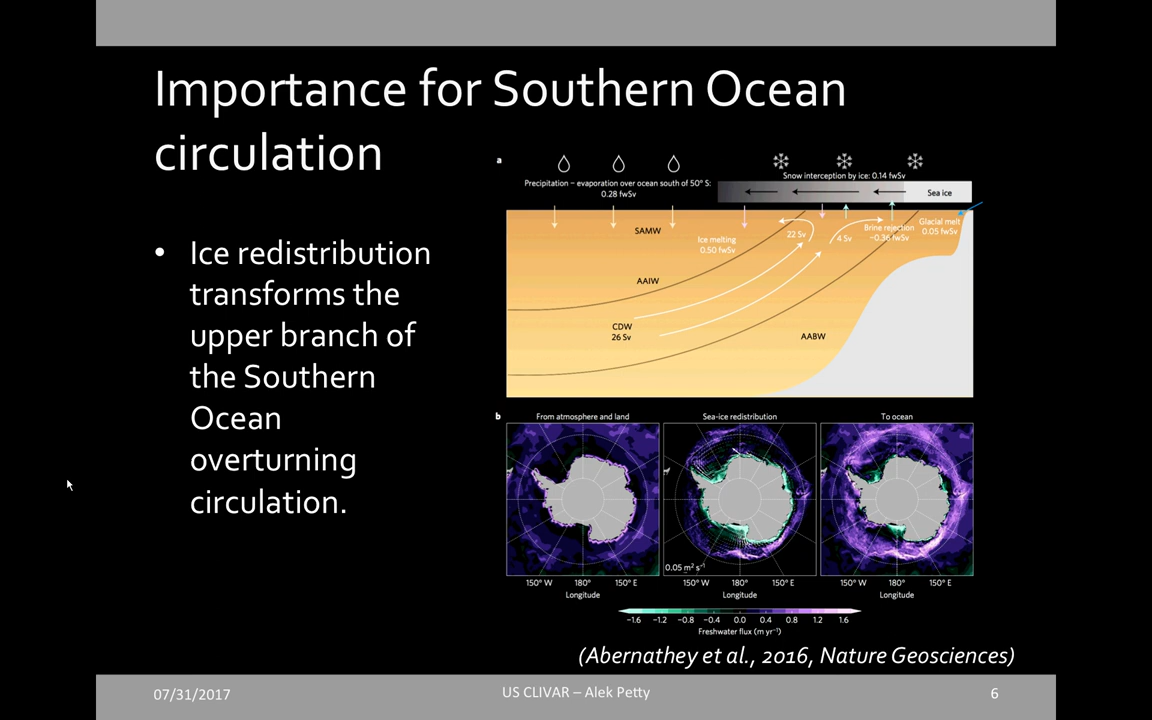 Importance for Southern Ocean
circulation
• Ice redistribution
transforms the
upper branch of
the Southern
Ocean
overturning
circulation.
a
Precipitation – evaporation over ocean south of 50° S:
0.28 fwSv
Snow interception by ice: 0.14 fwSv
Sea ice
SAMW
Ice melting
0.50 fwSv
22 Sv
4 Sv
Brine rejection
−0.36 fwSv
Glacial melt
0.05 fwSv
AAIW
CDW
26 Sv
AABW
b
From atmosphere and land
Sea-ice redistribution
To ocean
0.05 m² s⁻¹
150° W 180° 150° E
150° W 180° 150° E
150° W 180° 150° E
Longitude
Longitude
Longitude
−1.6 −1.2 −0.8 −0.4 0.0 0.4 0.8 1.2 1.6
Freshwater flux (m yr⁻¹)
(Abernathey et al., 2016, Nature Geosciences)
07/31/2017
US CLIVAR – Alek Petty
6